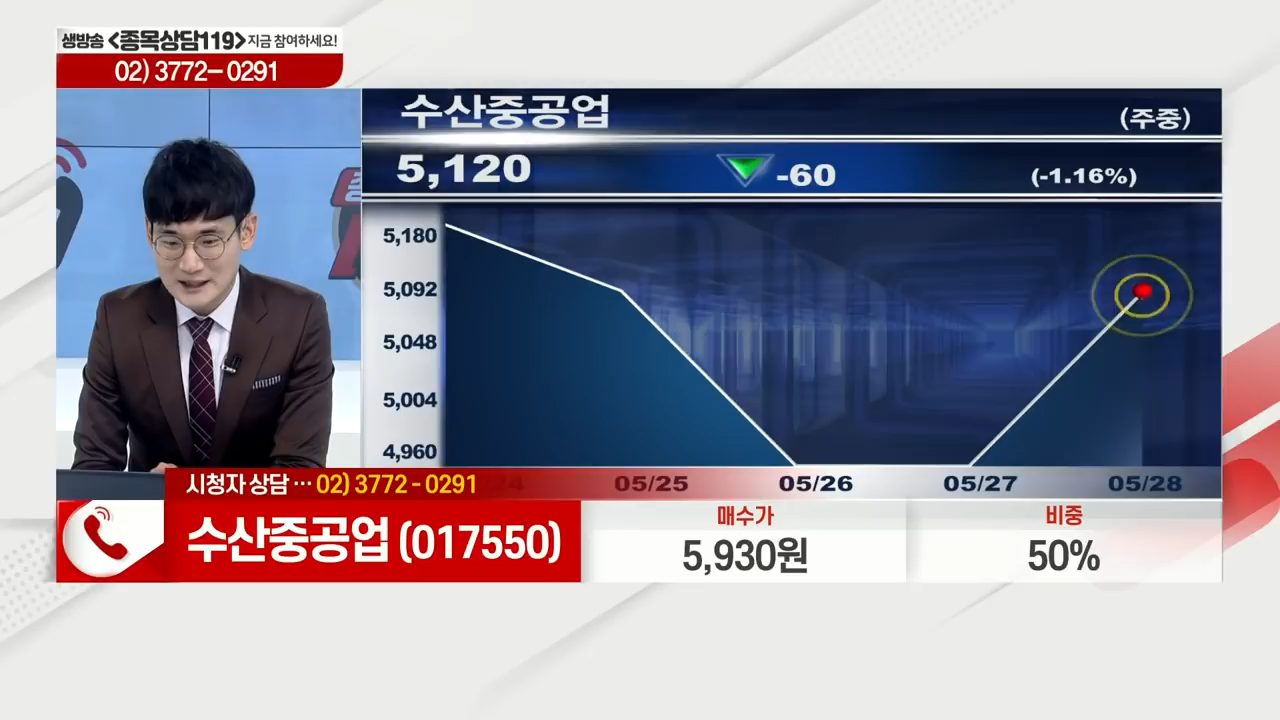 생방송 <종목상담119> 지금 참여하세요!
02) 3772-0291
수산중공업
(주중)
5,120 -60 (-1.16%)
5,180
5,092
5,048
5,004
4,960
24 05/25 05/26 05/27 05/28
시청자 상담 … 02) 3772 - 0291
수산중공업 (017550)
매수가
5,930원
비중
50%